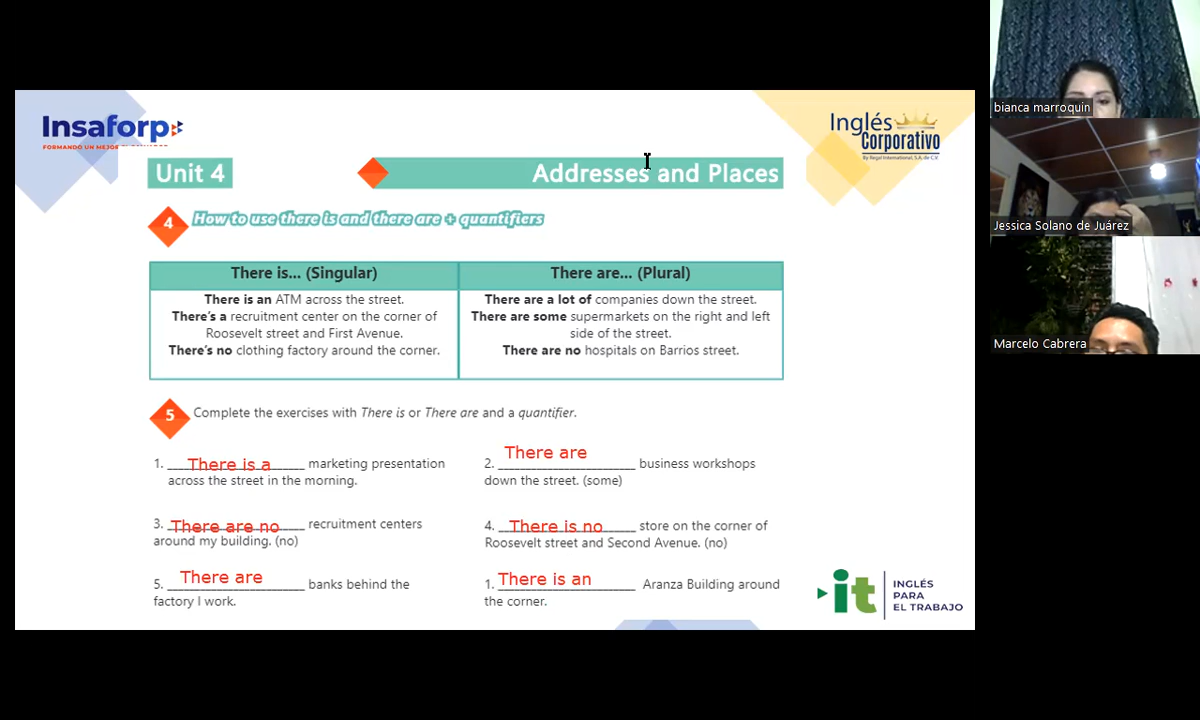 Insaforp
FORMANDO UN MEJOR
Inglés
Corporativo
By Regal International, S.A. de C.V.
Unit 4
Addresses and Places
4
How to use there is and there are + quantifiers
There is... (Singular)
There are... (Plural)
There is an ATM across the street.
There's a recruitment center on the corner of
Roosevelt street and First Avenue.
There's no clothing factory around the corner.
There are a lot of companies down the street.
There are some supermarkets on the right and left
side of the street.
There are no hospitals on Barrios street.
5
Complete the exercises with There is or There are and a quantifier.
1. There is a marketing presentation
across the street in the morning.
2. There are business workshops
down the street. (some)
3. There are no recruitment centers
around my building. (no)
4. There is no store on the corner of
Roosevelt street and Second Avenue. (no)
5. There are banks behind the
factory I work.
1. There is an Aranza Building around
the corner.
it
INGLÉS
PARA
EL TRABAJO
bianca marroquin
Jessica Solano de Juárez
Marcelo Cabrera